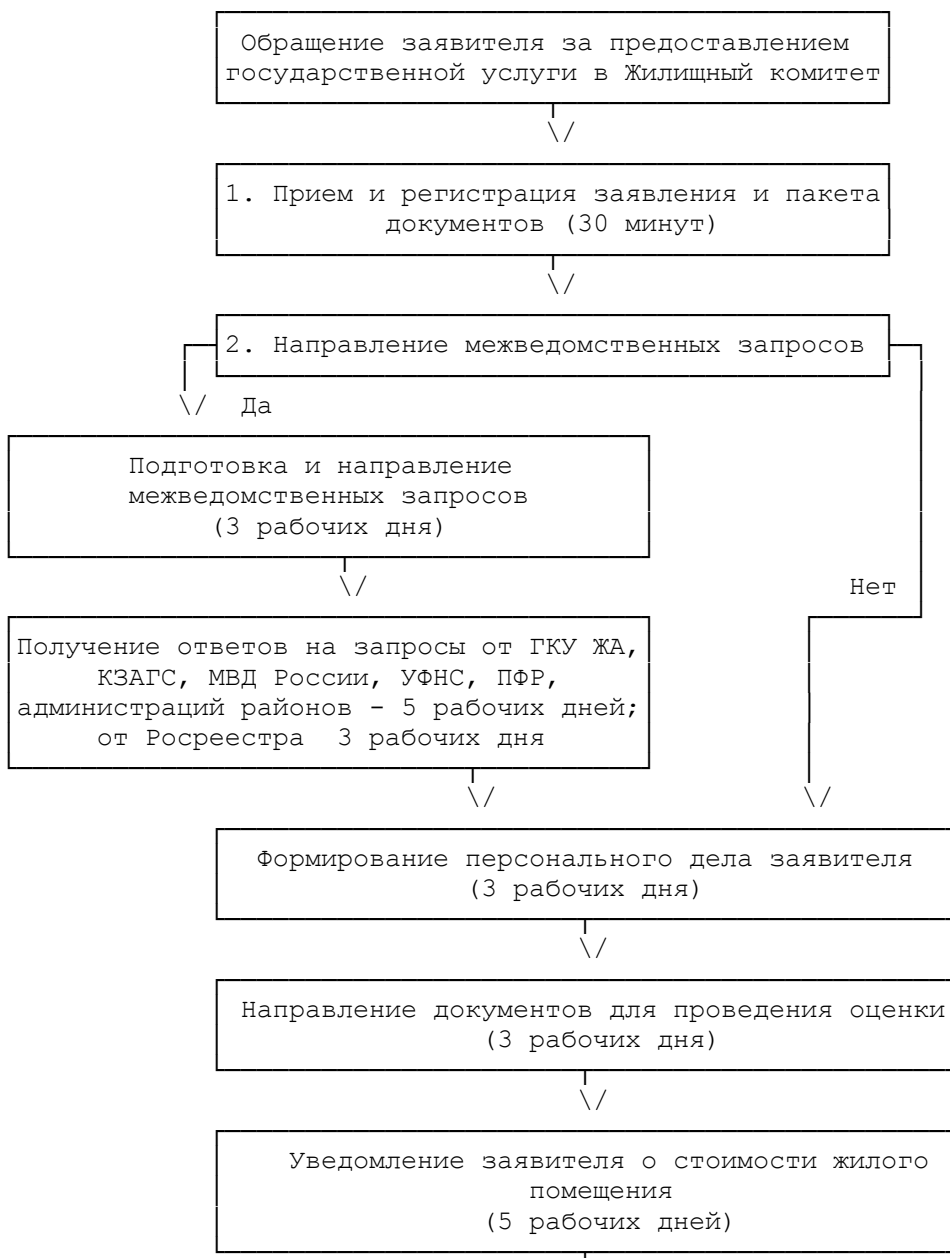 Обращение заявителя за предоставлением
государственной услуги в Жилищный комитет
\/
1. Прием и регистрация заявления и пакета
документов (30 минут)
\/
2. Направление межведомственных запросов
\/ Да
Подготовка и направление
межведомственных запросов
(3 рабочих дня)
\/
Нет
Получение ответов на запросы от ГКУ ЖА,
КЗАГС, МВД России, УФНС, ПФР,
администраций районов - 5 рабочих дней;
от Росреестра 3 рабочих дня
\/ \/
Формирование персонального дела заявителя
(3 рабочих дня)
\/
Направление документов для проведения оценки
(3 рабочих дня)
\/
Уведомление заявителя о стоимости жилого
помещения
(5 рабочих дней)